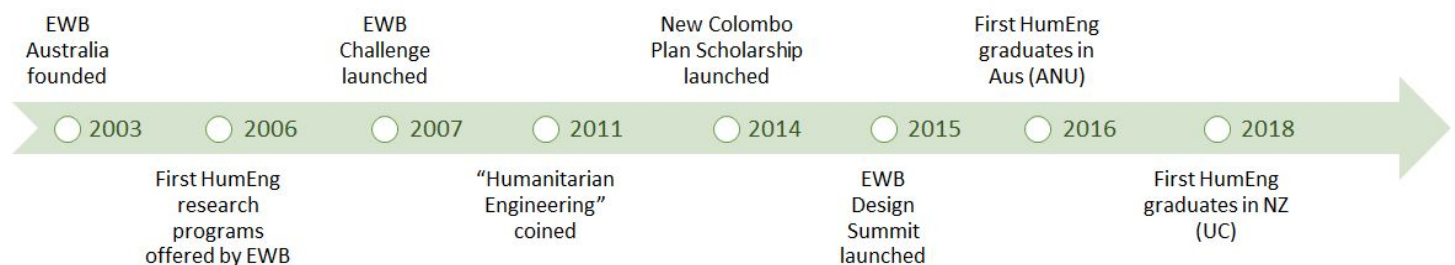 EWB
Australia
founded
EWB
Challenge
launched
New Colombo
Plan Scholarship
launched
First HumEng
graduates in
Aus (ANU)
2003
2006
2007
2011
2014
2015
2016
2018
First HumEng
research
programs
offered by EWB
“Humanitarian
Engineering”
coined
EWB
Design
Summit
launched
First HumEng
graduates in NZ
(UC)